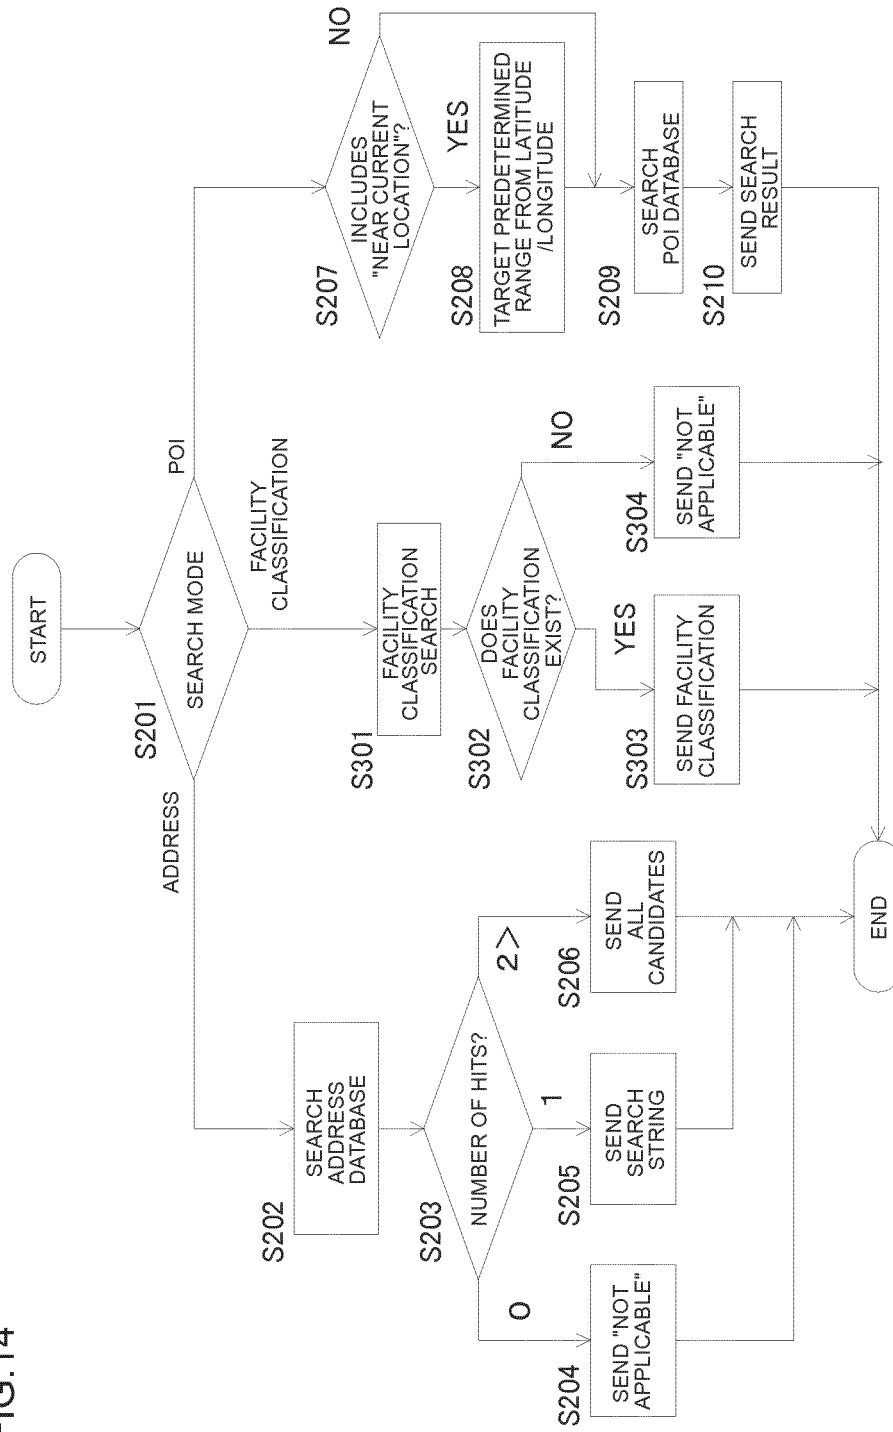 FIG.14
START
S201
SEARCH MODE
ADDRESS
FACILITY
CLASSIFICATION
POI
S202
SEARCH
ADDRESS
DATABASE
S203
NUMBER OF HITS?
0
1
2>
S204
SEND "NOT
APPLICABLE"
S205
SEND
SEARCH
STRING
S206
SEND
ALL
CANDIDATES
S301
FACILITY
CLASSIFICATION
SEARCH
S302
DOES
FACILITY
CLASSIFICATION
EXIST?
YES
NO
S303
SEND FACILITY
CLASSIFICATION
S304
SEND "NOT
APPLICABLE"
S207
INCLUDES
"NEAR CURRENT
LOCATION"?
NO
YES
S208
TARGET PREDETERMINED
RANGE FROM LATITUDE
/LONGITUDE
S209
SEARCH
POI DATABASE
S210
SEND SEARCH
RESULT
END